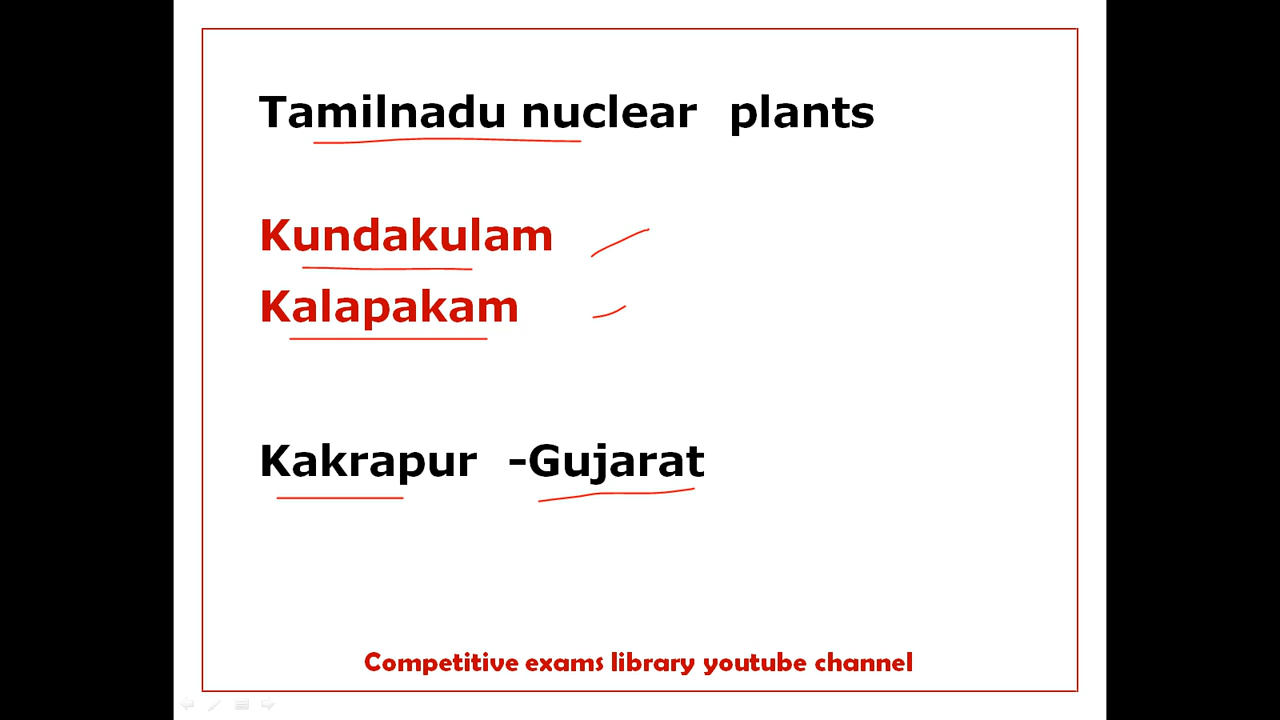 Tamilnadu nuclear plants
Kundakulam
Kalapakam
Kakrapur -Gujarat
Competitive exams library youtube channel